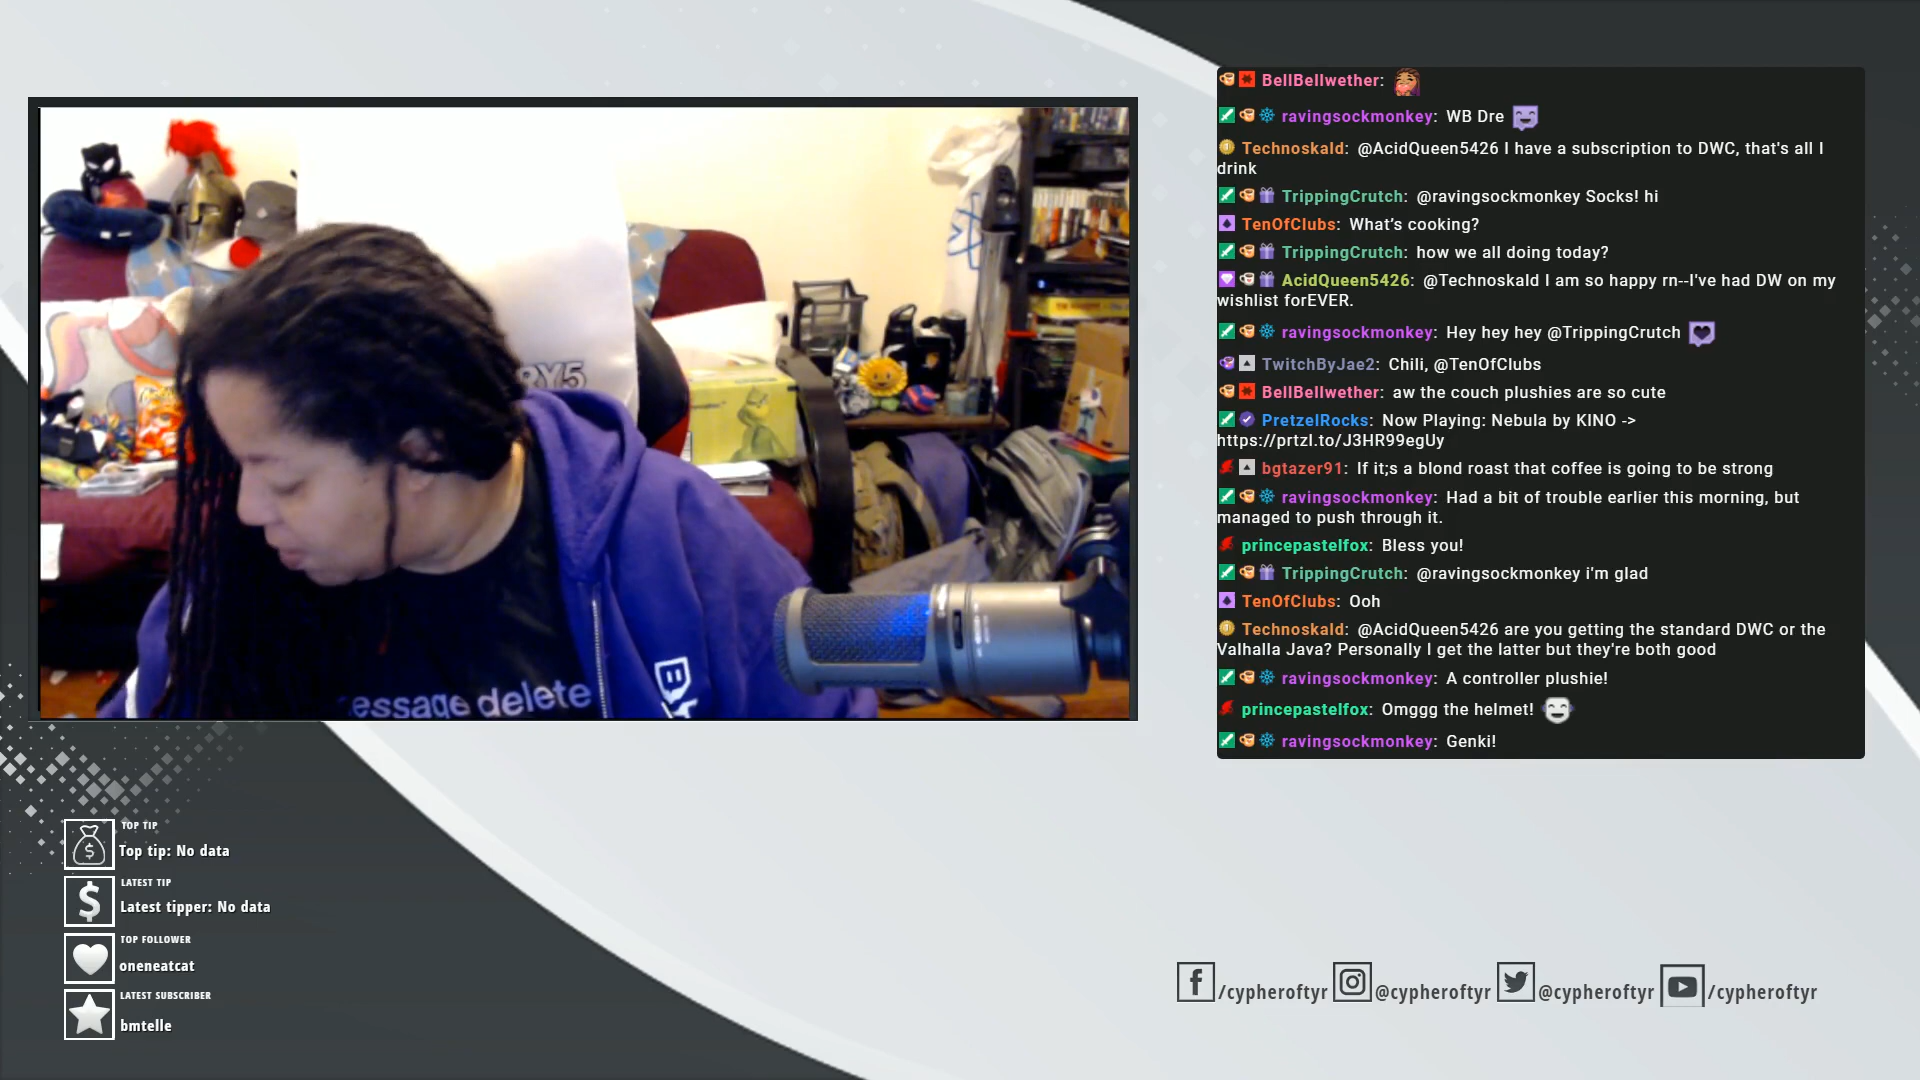 RY5
essage delete
BellBellwether:
ravingsockmonkey: WB Dre
Technoskald: @AcidQueen5426 I have a subscription to DWC, that's all I
drink
TrippingCrutch: @ravingsockmonkey Socks! hi
TenOfClubs: What's cooking?
TrippingCrutch: how we all doing today?
AcidQueen5426: @Technoskald I am so happy rn--I've had DW on my
wishlist forEVER.
ravingsockmonkey: Hey hey hey @TrippingCrutch
TwitchByJae2: Chili, @TenOfClubs
BellBellwether: aw the couch plushies are so cute
PretzelRocks: Now Playing: Nebula by KINO ->
https://prtzl.to/J3HR99egUy
bgtazer91: If it;s a blond roast that coffee is going to be strong
ravingsockmonkey: Had a bit of trouble earlier this morning, but
managed to push through it.
princepastelfox: Bless you!
TrippingCrutch: @ravingsockmonkey i'm glad
TenOfClubs: Ooh
Technoskald: @AcidQueen5426 are you getting the standard DWC or the
Valhalla Java? Personally I get the latter but they're both good
ravingsockmonkey: A controller plushie!
princepastelfox: Omggg the helmet!
ravingsockmonkey: Genki!
TOP TIP
Top tip: No data
LATEST TIP
Latest tipper: No data
TOP FOLLOWER
oneneatcat
LATEST SUBSCRIBER
bmtelle
/cypheroftyr @cypheroftyr @cypheroftyr /cypheroftyr